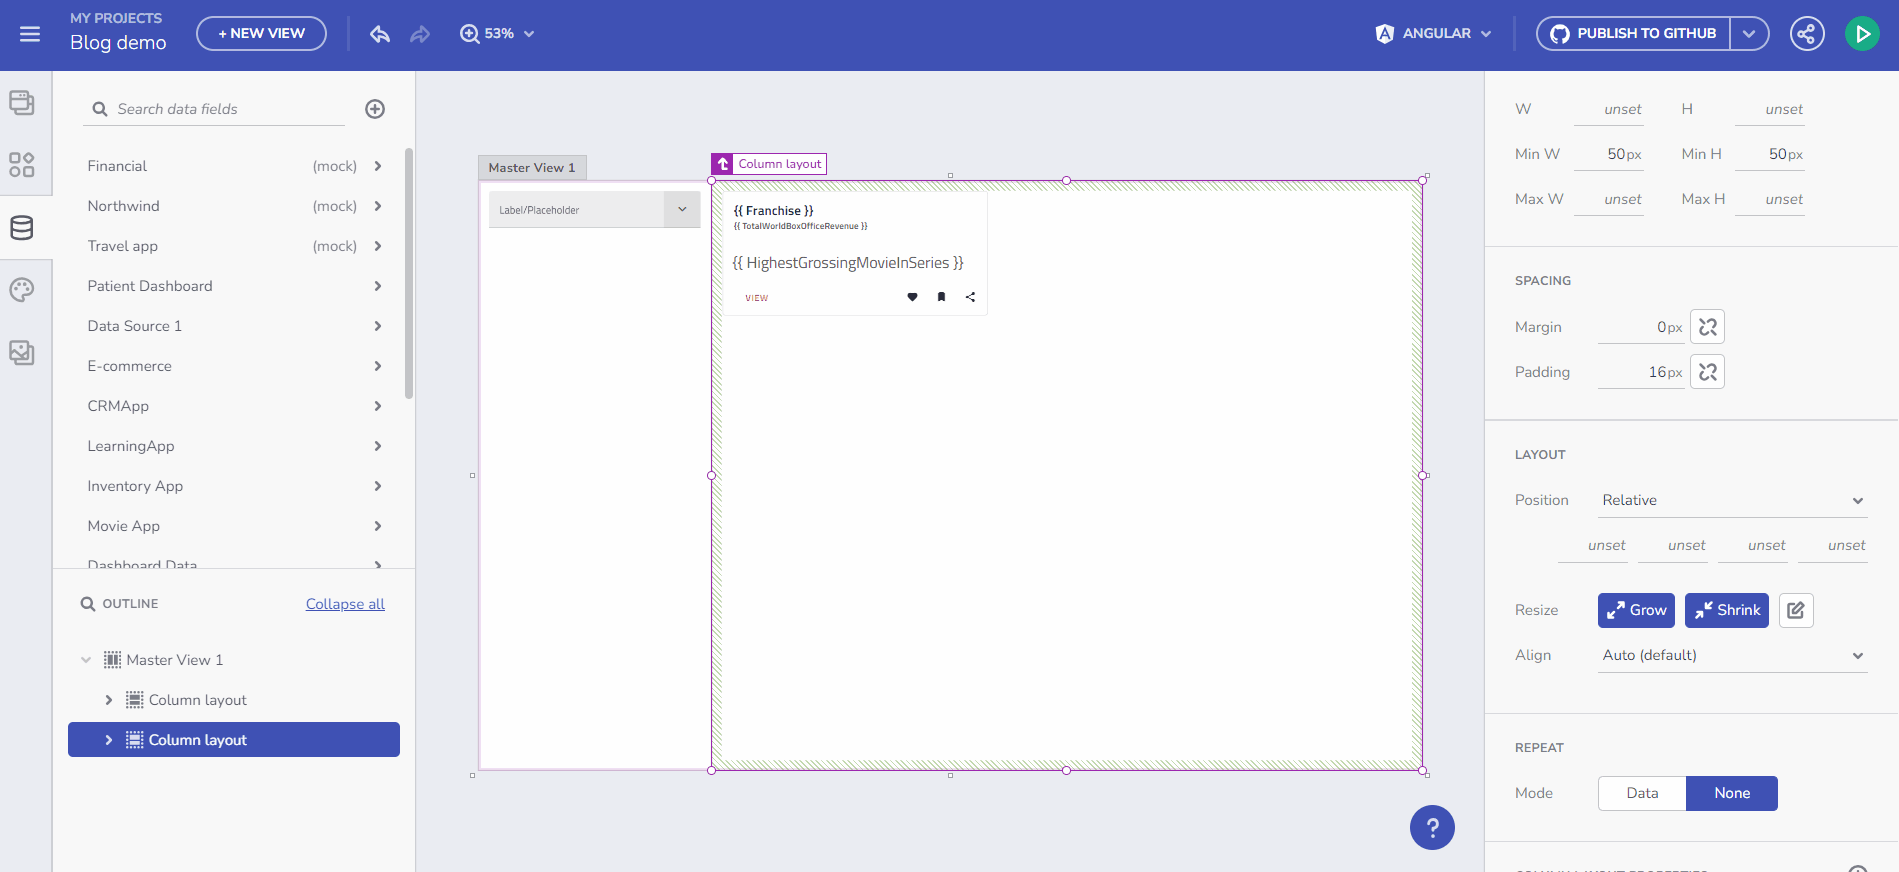 MY PROJECTS
Blog demo
+ NEW VIEW
53%
ANGULAR
PUBLISH TO GITHUB
Search data fields
Financial (mock)
Northwind (mock)
Travel app (mock)
Patient Dashboard
Data Source 1
E-commerce
CRMApp
LearningApp
Inventory App
Movie App
Dashboard Data
OUTLINE Collapse all
Master View 1
Column layout
Column layout
Master View 1
Column layout
Label/Placeholder
{{ Franchise }}
{{ TotalWorldBoxOfficeRevenue }}
{{ HighestGrossingMovieInSeries }}
VIEW
?
W unset H unset
Min W 50px Min H 50px
Max W unset Max H unset
SPACING
Margin 0px
Padding 16px
LAYOUT
Position Relative
unset unset unset unset
Resize Grow Shrink
Align Auto (default)
REPEAT
Mode Data None
COLUMN LAYOUT PROPERTIES